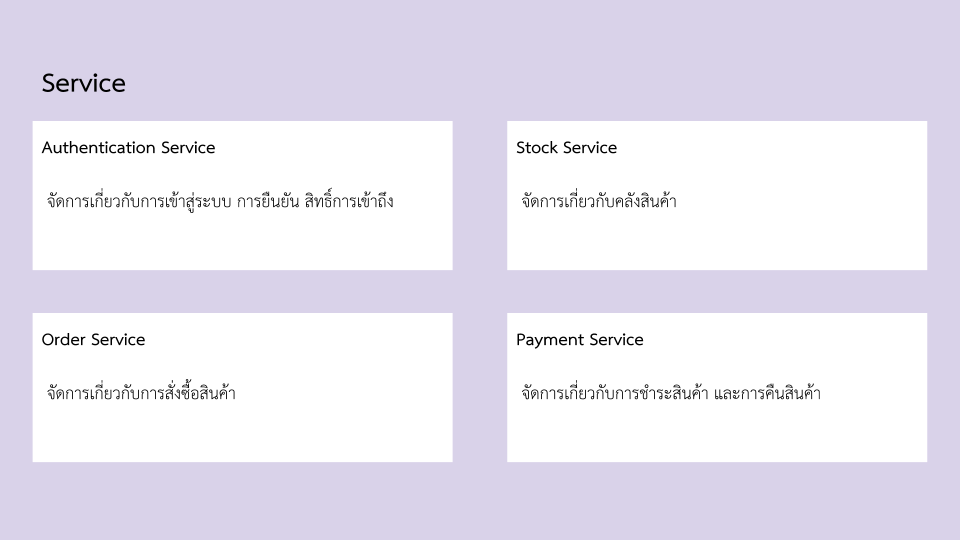 Service
Authentication Service
จัดการเกี่ยวกับการเข้าสู่ระบบ การยืนยัน สิทธิ์การเข้าถึง
Stock Service
จัดการเกี่ยวกับคลังสินค้า
Order Service
จัดการเกี่ยวกับการสั่งซื้อสินค้า
Payment Service
จัดการเกี่ยวกับการชำระสินค้า และการคืนสินค้า